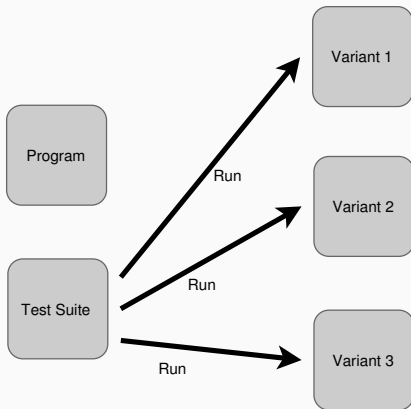 Variant 1
Program
Run
Variant 2
Run
Test Suite
Variant 3
Run